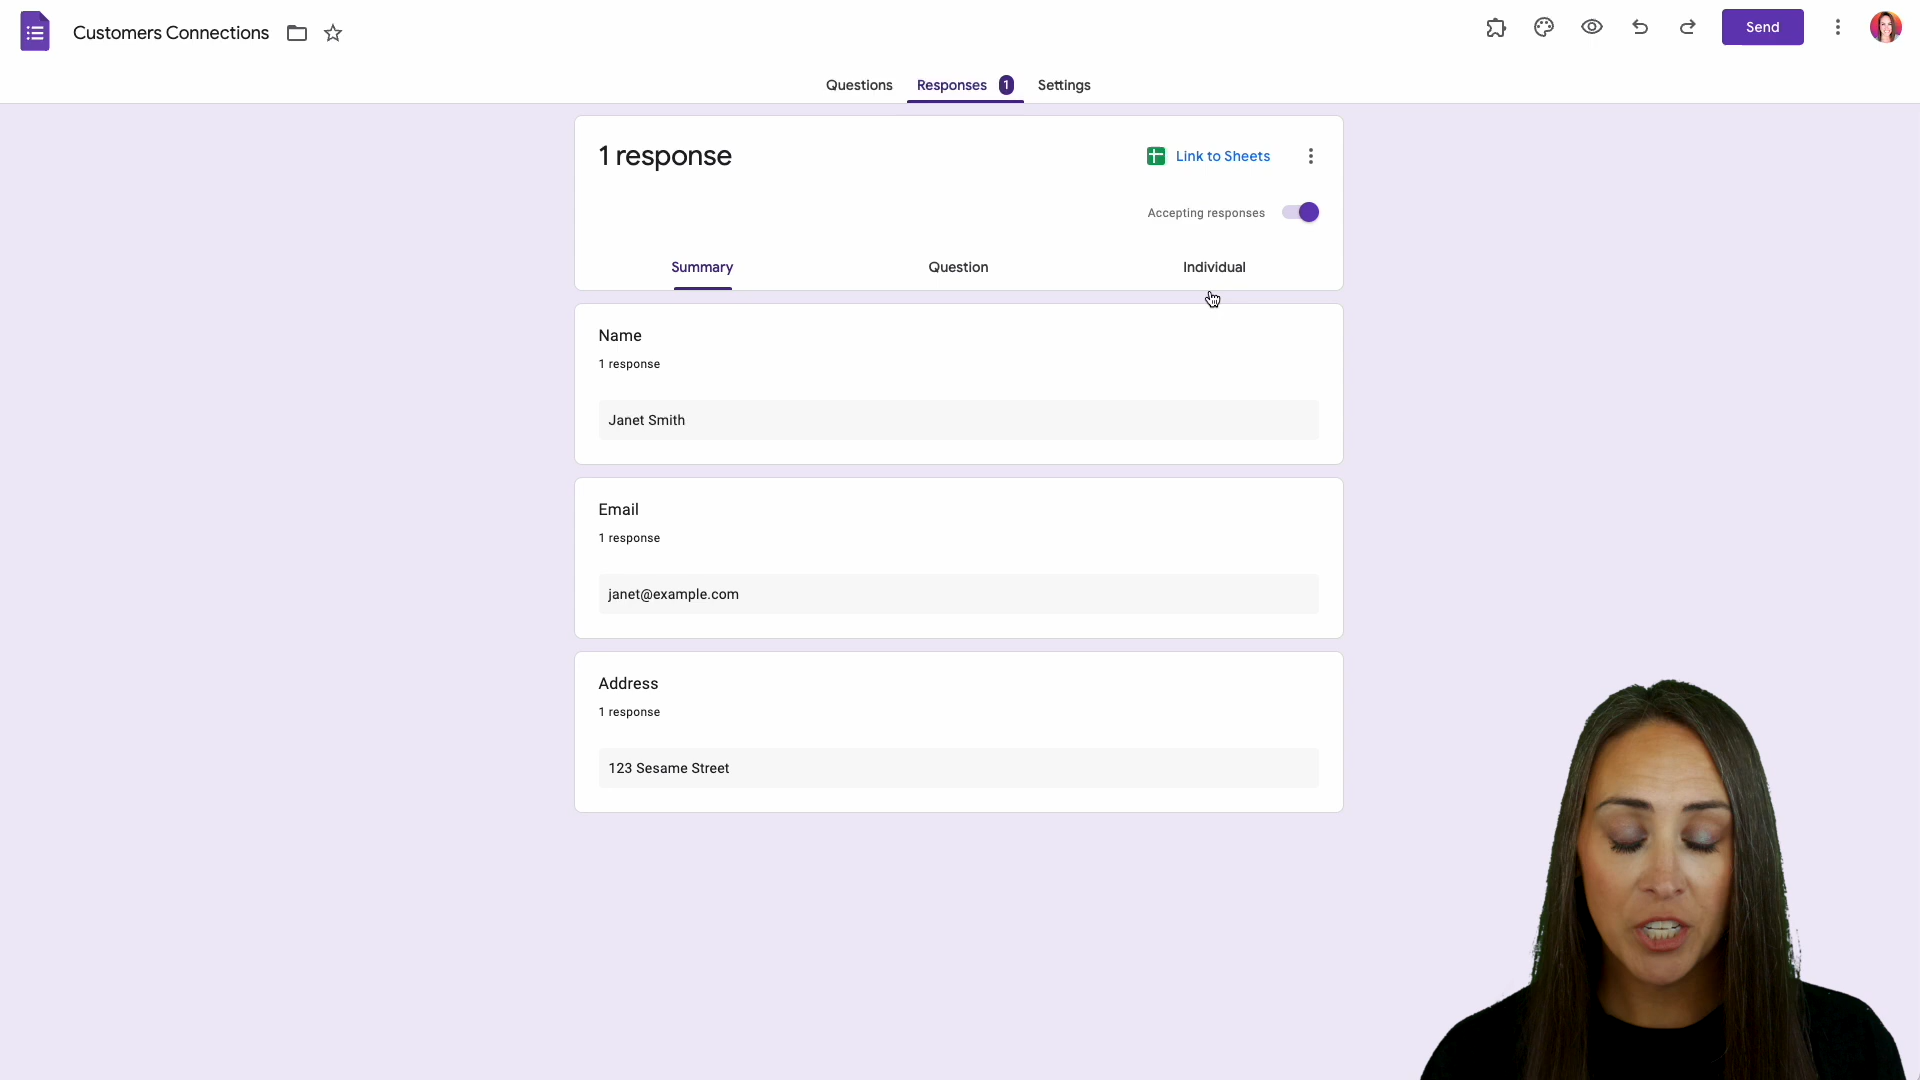 Customers Connections
Send
Questions
Responses 1
Settings
1 response
Link to Sheets
Accepting responses
Summary
Question
Individual
Name
1 response
Janet Smith
Email
1 response
janet@example.com
Address
1 response
123 Sesame Street